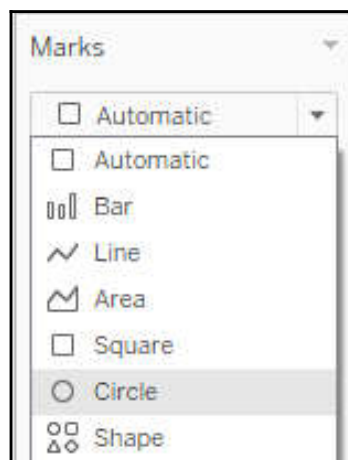 Marks
Automatic
Automatic
Bar
Line
Area
Square
Circle
Shape